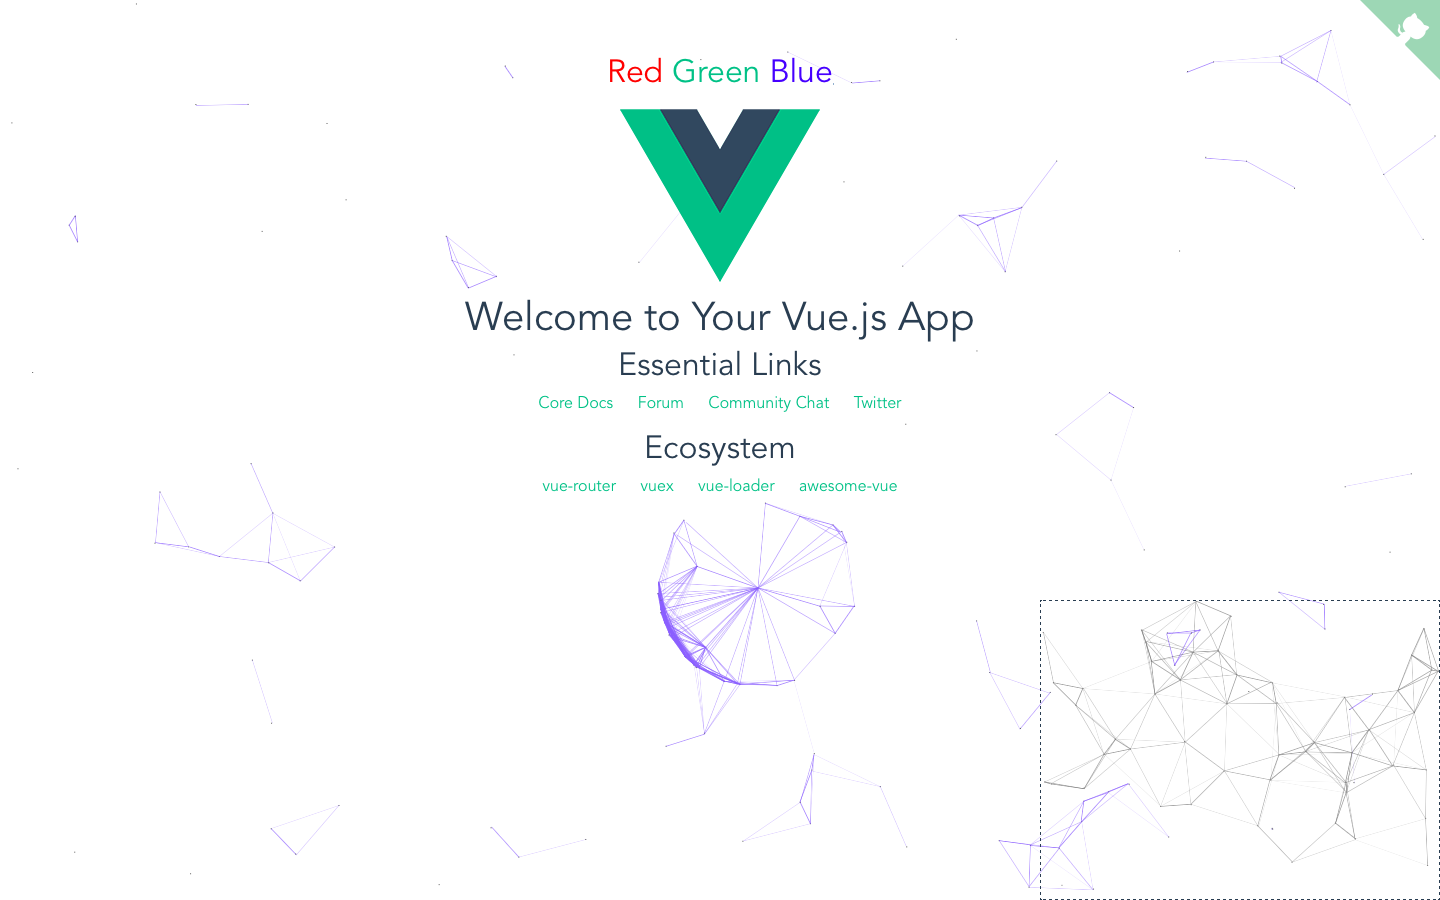 Red Green Blue
Welcome to Your Vue.js App
Essential Links
Core Docs Forum Community Chat Twitter
Ecosystem
vue-router vuex vue-loader awesome-vue